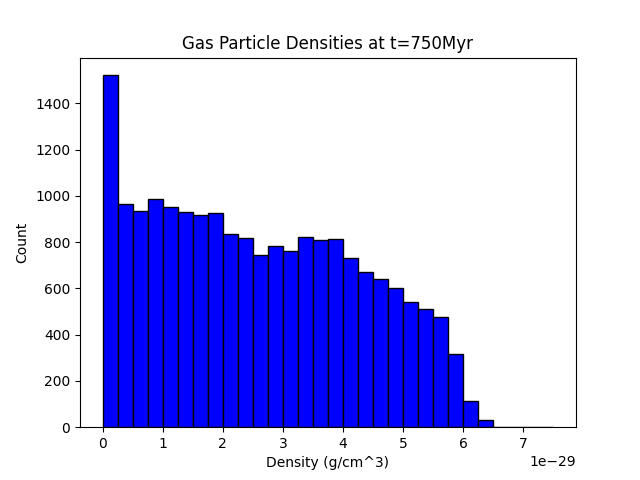 Gas Particle Densities at t=750Myr
1400
1200
1000
800
600
400
200
0
Count
0 1 2 3 4 5 6 7
Density (g/cm^3)
1e−29